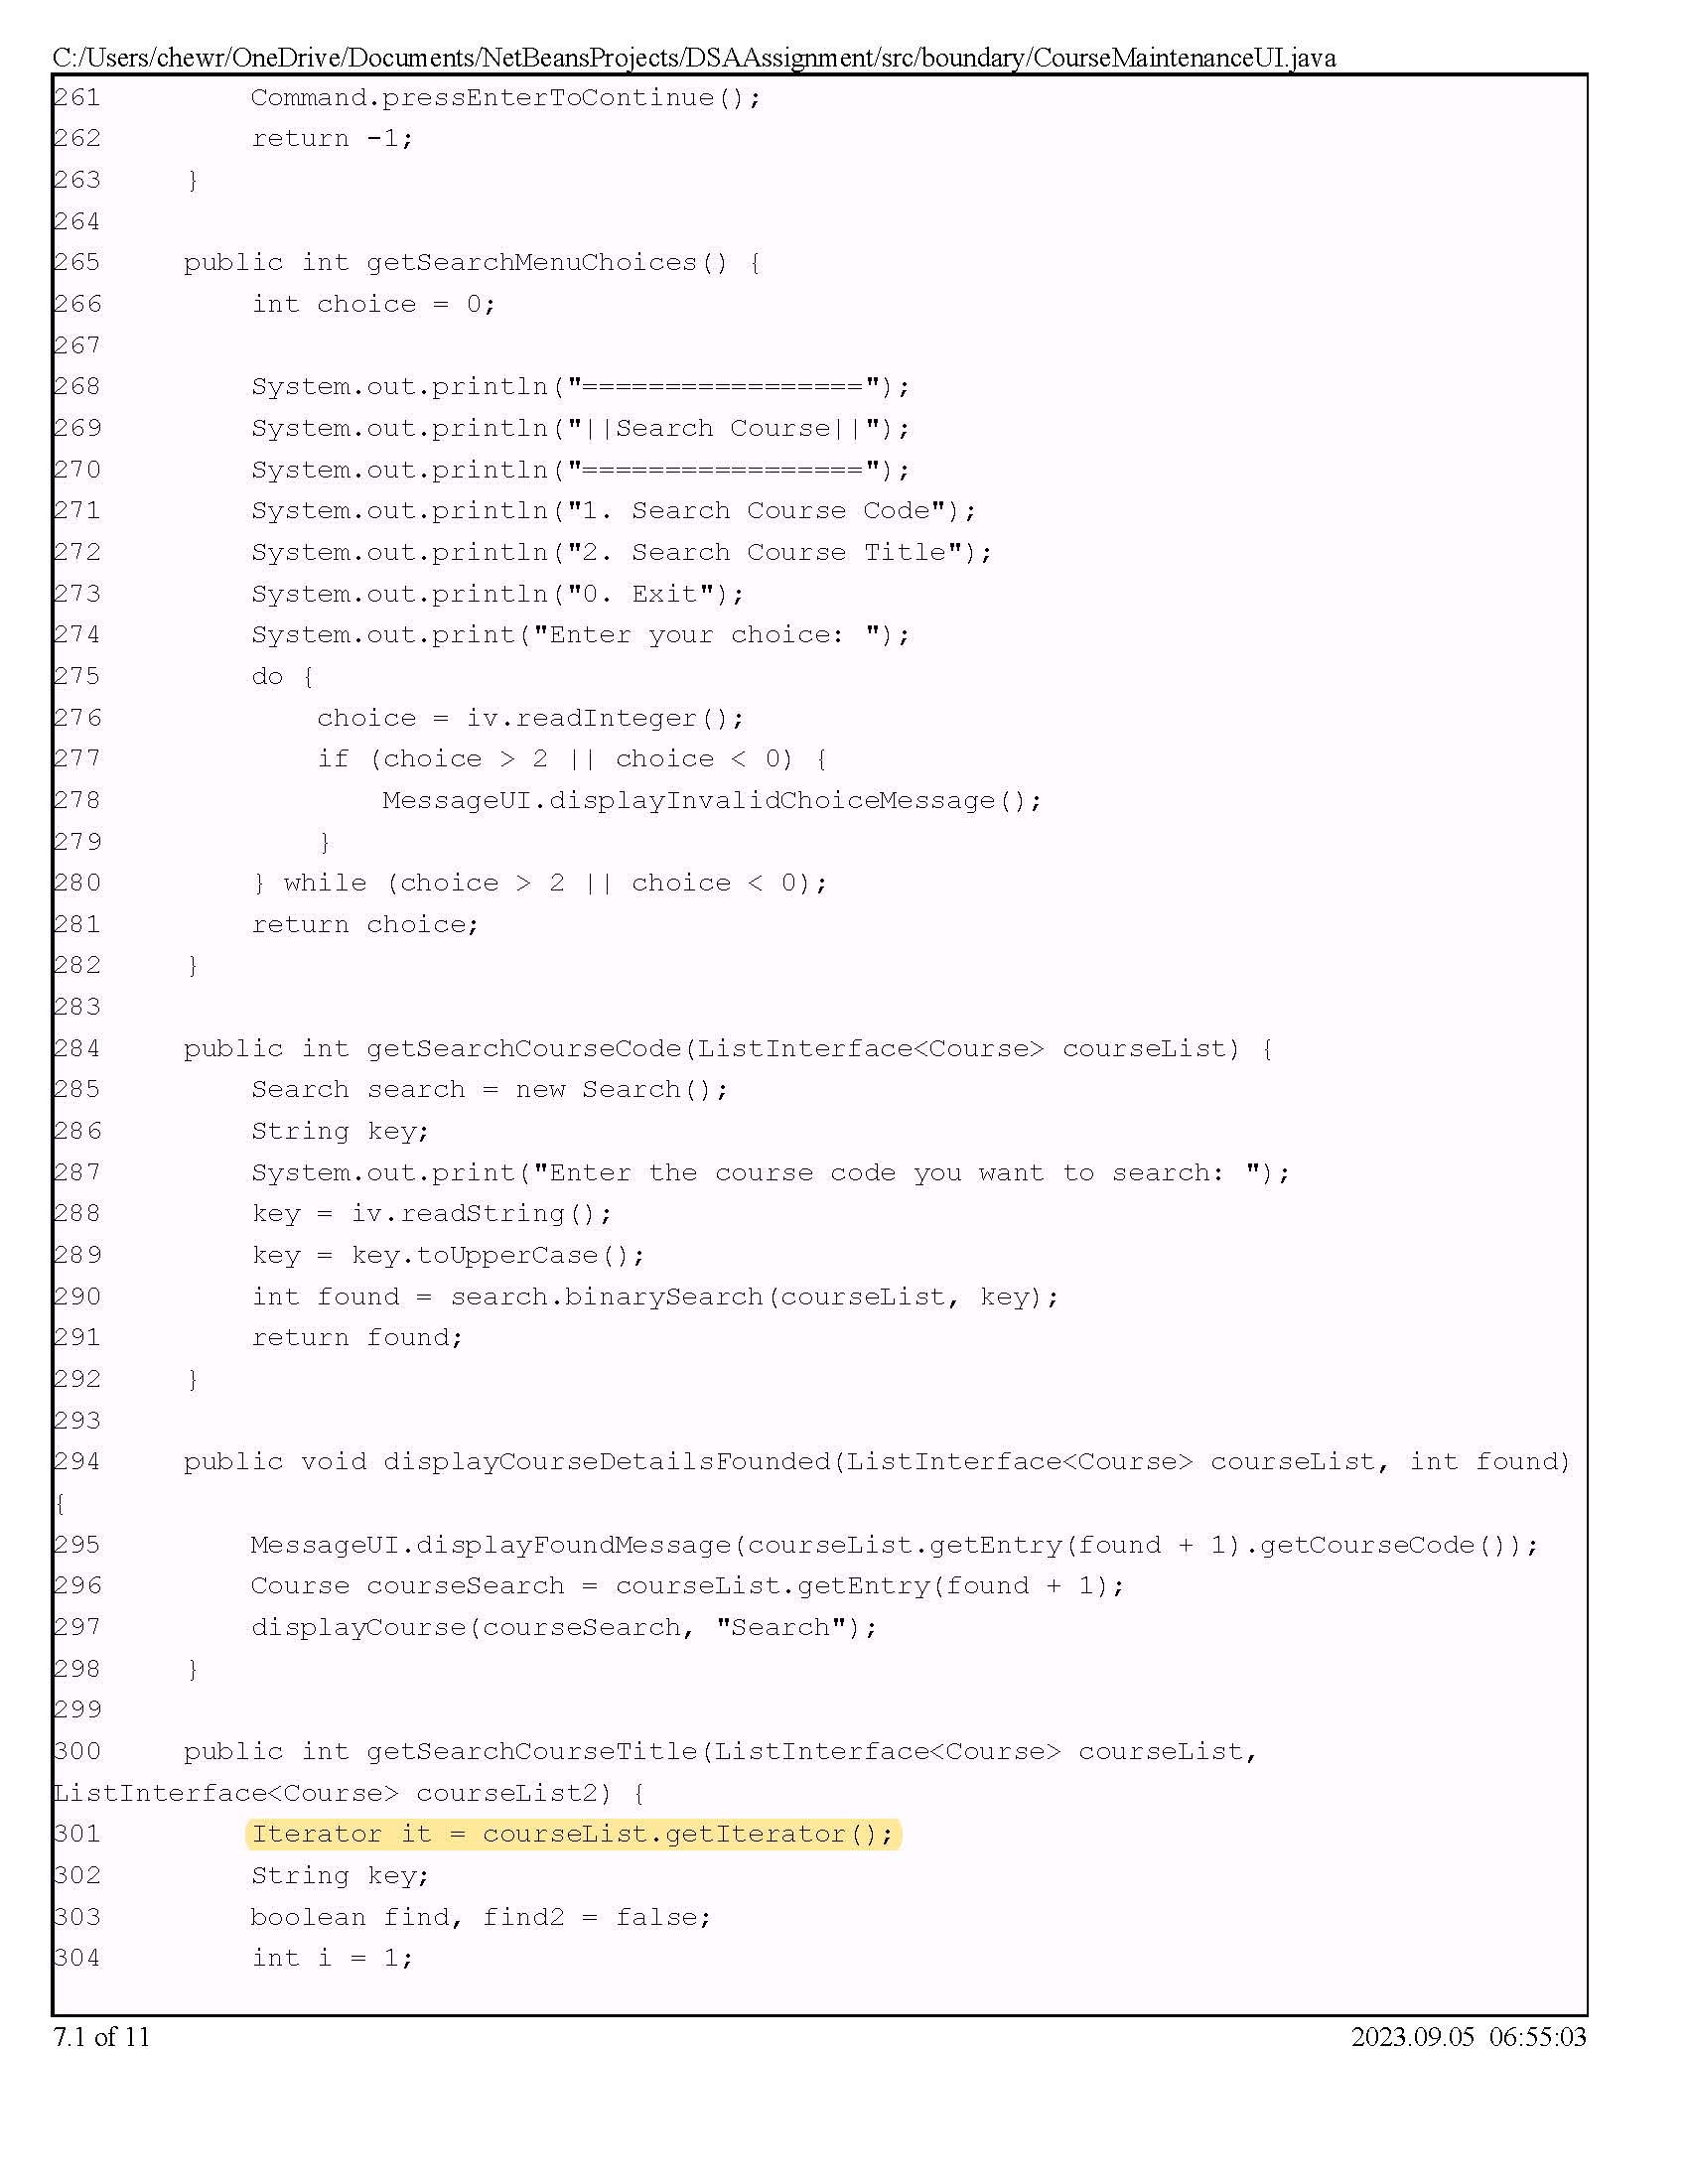 C:/Users/chewr/OneDrive/Documents/NetBeansProjects/DSAAssignment/src/boundary/CourseMaintenanceUI.java
261         Command.pressEnterToContinue();
262         return -1;
263     }
264
265     public int getSearchMenuChoices() {
266         int choice = 0;
267
268         System.out.println("=================");
269         System.out.println("||Search Course||");
270         System.out.println("=================");
271         System.out.println("1. Search Course Code");
272         System.out.println("2. Search Course Title");
273         System.out.println("0. Exit");
274         System.out.print("Enter your choice: ");
275         do {
276             choice = iv.readInteger();
277             if (choice > 2 || choice < 0) {
278                 MessageUI.displayInvalidChoiceMessage();
279             }
280         } while (choice > 2 || choice < 0);
281         return choice;
282     }
283
284     public int getSearchCourseCode(ListInterface<Course> courseList) {
285         Search search = new Search();
286         String key;
287         System.out.print("Enter the course code you want to search: ");
288         key = iv.readString();
289         key = key.toUpperCase();
290         int found = search.binarySearch(courseList, key);
291         return found;
292     }
293
294     public void displayCourseDetailsFounded(ListInterface<Course> courseList, int found)
{
295         MessageUI.displayFoundMessage(courseList.getEntry(found + 1).getCourseCode());
296         Course courseSearch = courseList.getEntry(found + 1);
297         displayCourse(courseSearch, "Search");
298     }
299
300     public int getSearchCourseTitle(ListInterface<Course> courseList,
ListInterface<Course> courseList2) {
301         Iterator it = courseList.getIterator();
302         String key;
303         boolean find, find2 = false;
304         int i = 1;
7.1 of 11
2023.09.05 06:55:03